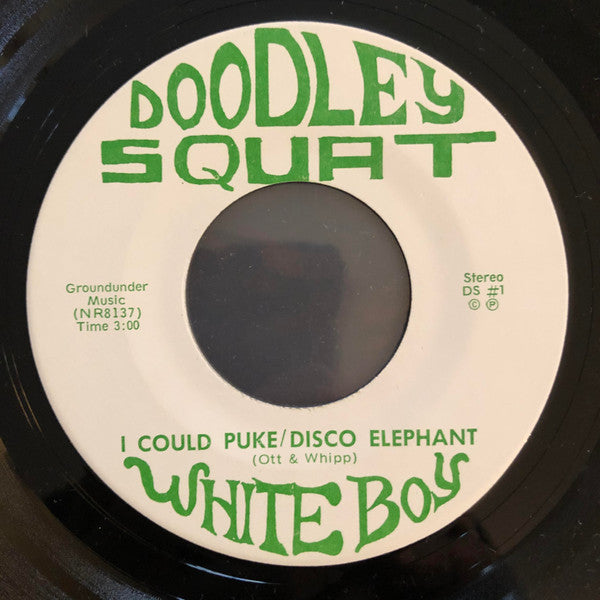 DOODLEY
SQUAT
Groundunder
Music
(NR8137)
Time 3:00
Stereo
DS #1
© ℗
I COULD PUKE/DISCO ELEPHANT
(Ott & Whipp)
WHITE BOY